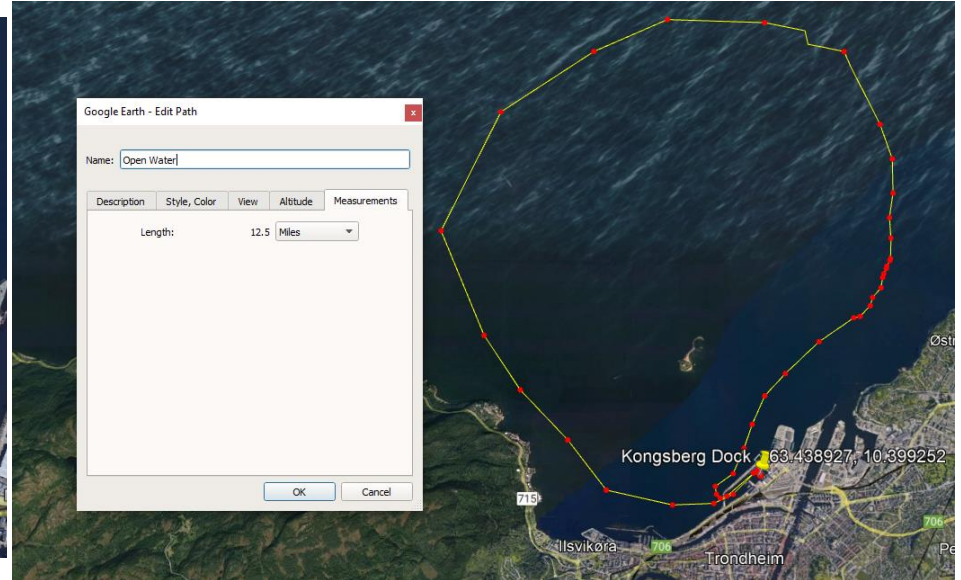 Google Earth - Edit Path
x
Name: Open Water
Description Style, Color View Altitude Measurements
Length: 12.5 Miles
OK Cancel
Kongsberg Dock 63.438927, 10.399252
715
Ilsvikøra
706
Trondheim
706